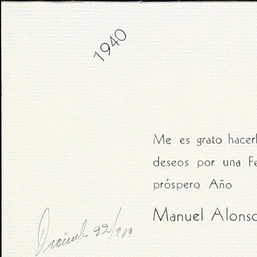 1940
Me es grato hacerl
deseos por una Fe
próspero Año
Manuel Alonso